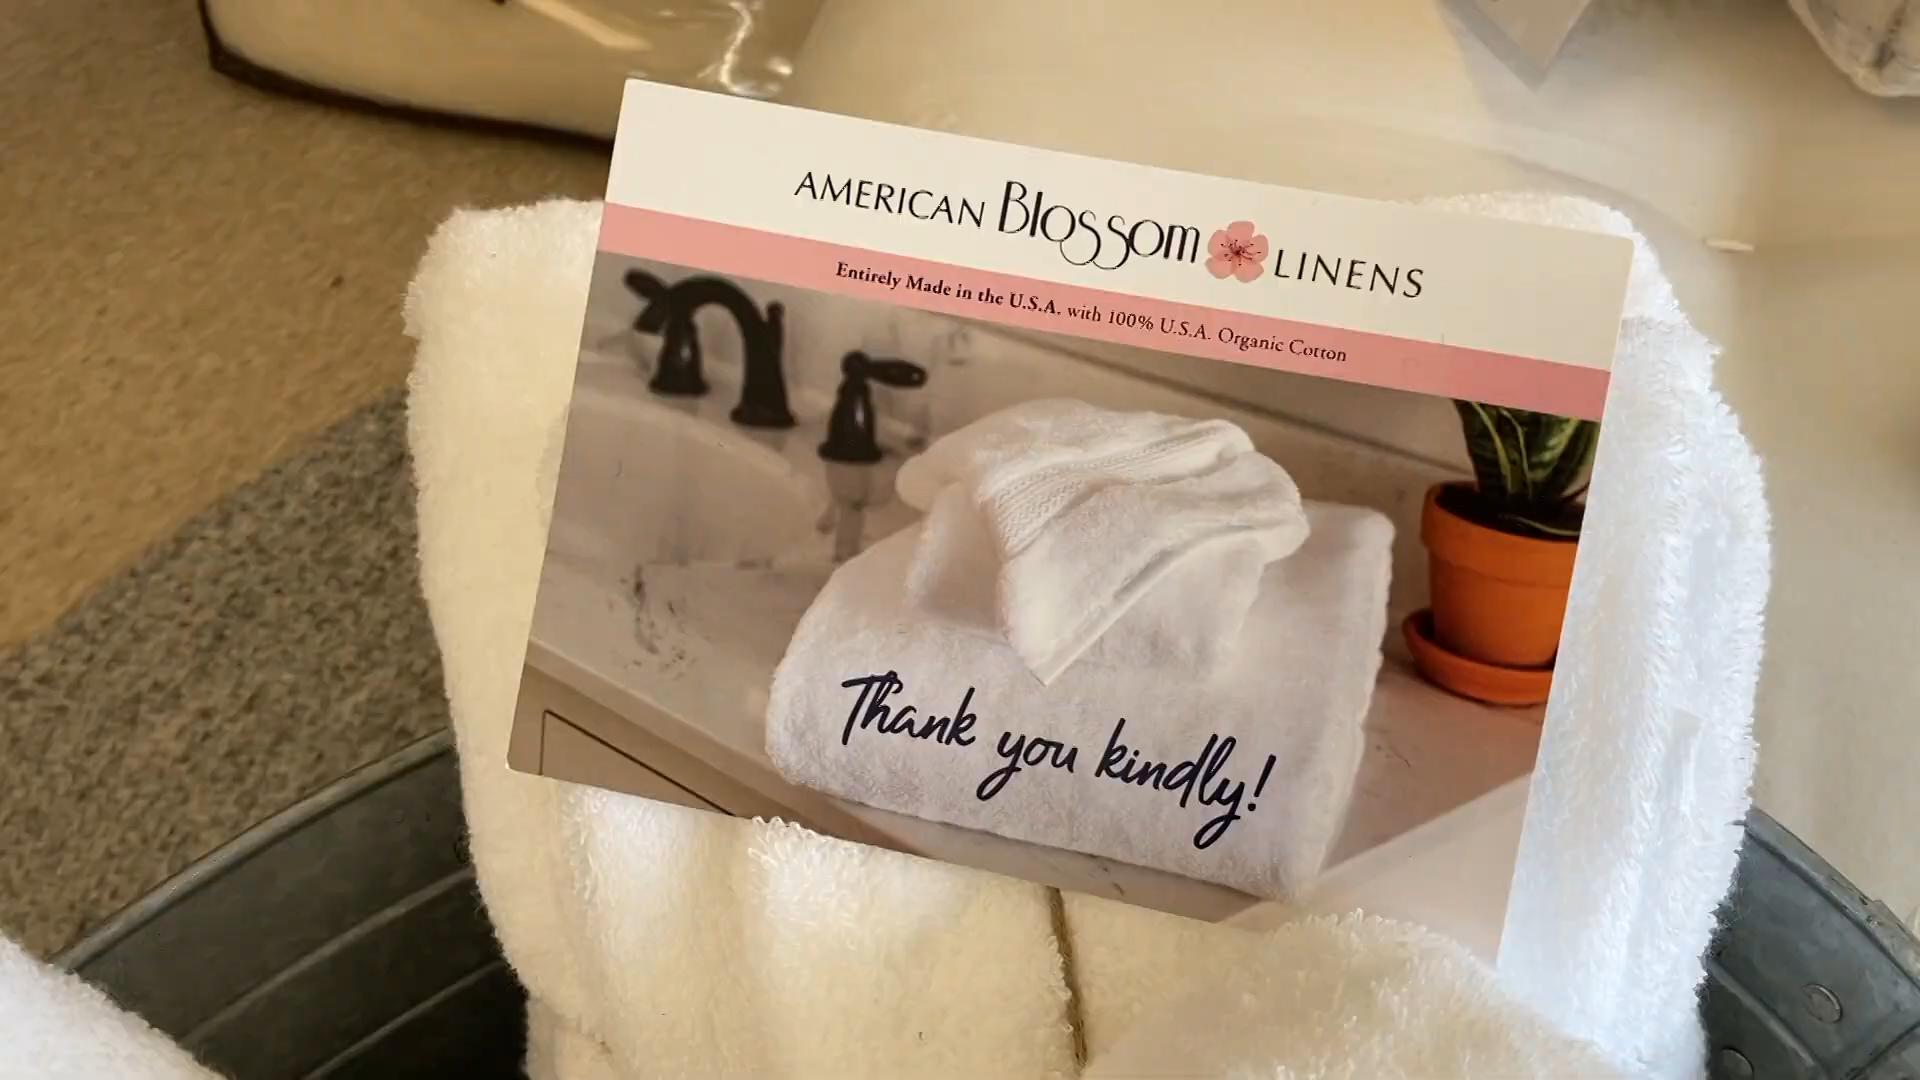 AMERICAN Blossom LINENS
Entirely Made in the U.S.A. with 100% U.S.A. Organic Cotton
Thank you kindly!